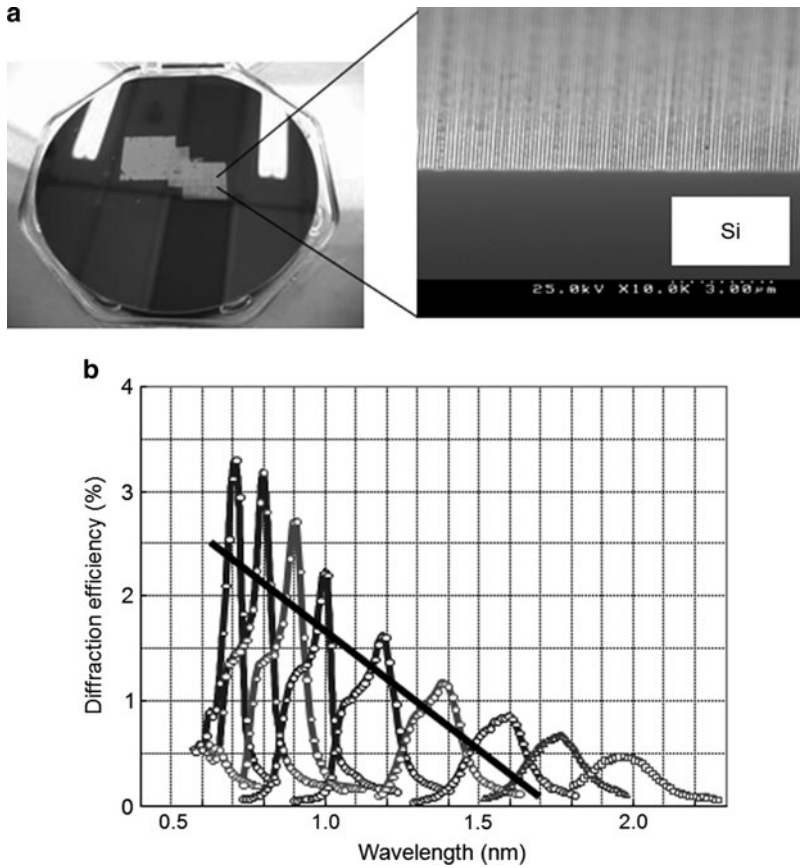 a
Si
25.0kV X10.0K 3.00μm
b
4
3
2
1
0
Diffraction efficiency (%)
0.5 1.0 1.5 2.0
Wavelength (nm)